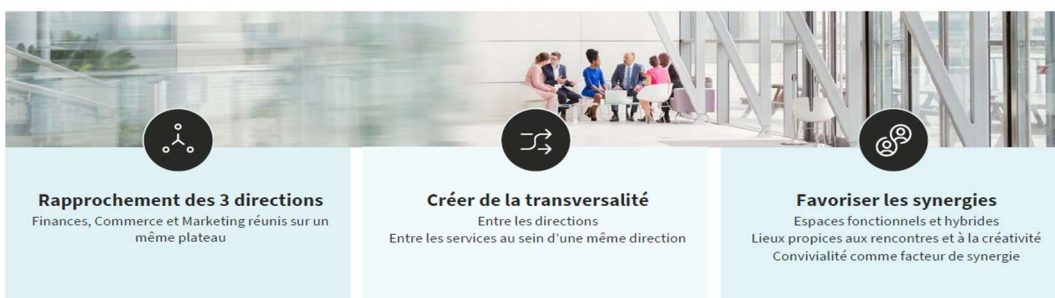 Rapprochement des 3 directions
Finances, Commerce et Marketing réunis sur un
même plateau
Créer de la transversalité
Entre les directions
Entre les services au sein d'une même direction
Favoriser les synergies
Espaces fonctionnels et hybrides
Lieux propices aux rencontres et à la créativité
Convivialité comme facteur de synergie